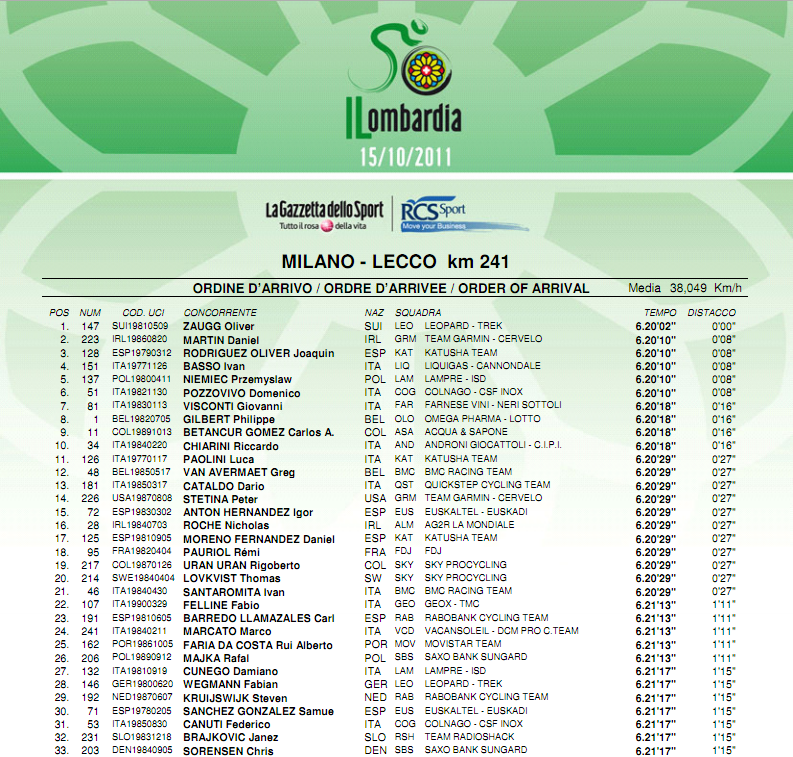 ILombardia
15/10/2011
La Gazzetta dello Sport RCS Sport
Tutto il rosa della vita Move your Business
MILANO - LECCO km 241
ORDINE D'ARRIVO / ORDRE D'ARRIVEE / ORDER OF ARRIVAL Media 38,049 Km/h
POS NUM COD. UCI CONCORRENTE NAZ SQUADRA TEMPO DISTACCO
1. 147 SUI19810509 ZAUGG Oliver SUI LEO LEOPARD - TREK 6.20'02" 0'00"
2. 223 IRL19860820 MARTIN Daniel IRL GRM TEAM GARMIN - CERVELO 6.20'10" 0'08"
3. 128 ESP19790312 RODRIGUEZ OLIVER Joaquin ESP KAT KATUSHA TEAM 6.20'10" 0'08"
4. 151 ITA19771126 BASSO Ivan ITA LIQ LIQUIGAS - CANNONDALE 6.20'10" 0'08"
5. 137 POL19800411 NIEMIEC Przemyslaw POL LAM LAMPRE - ISD 6.20'10" 0'08"
6. 51 ITA19821130 POZZOVIVO Domenico ITA COG COLNAGO - CSF INOX 6.20'10" 0'08"
7. 81 ITA19830113 VISCONTI Giovanni ITA FAR FARNESE VINI - NERI SOTTOLI 6.20'18" 0'16"
8. 1 BEL19820705 GILBERT Philippe BEL OLO OMEGA PHARMA - LOTTO 6.20'18" 0'16"
9. 11 COL19891013 BETANCUR GOMEZ Carlos A. COL ASA ACQUA & SAPONE 6.20'18" 0'16"
10. 34 ITA19840220 CHIARINI Riccardo ITA AND ANDRONI GIOCATTOLI - C.I.P.I. 6.20'18" 0'16"
11. 126 ITA19770117 PAOLINI Luca ITA KAT KATUSHA TEAM 6.20'29" 0'27"
12. 48 BEL19850517 VAN AVERMAET Greg BEL BMC BMC RACING TEAM 6.20'29" 0'27"
13. 181 ITA19850317 CATALDO Dario ITA QST QUICKSTEP CYCLING TEAM 6.20'29" 0'27"
14. 226 USA19870808 STETINA Peter USA GRM TEAM GARMIN - CERVELO 6.20'29" 0'27"
15. 72 ESP19830302 ANTON HERNANDEZ Igor ESP EUS EUSKALTEL - EUSKADI 6.20'29" 0'27"
16. 28 IRL19840703 ROCHE Nicholas IRL ALM AG2R LA MONDIALE 6.20'29" 0'27"
17. 125 ESP19810905 MORENO FERNANDEZ Daniel ESP KAT KATUSHA TEAM 6.20'29" 0'27"
18. 95 FRA19820404 PAURIOL Rémi FRA FDJ FDJ 6.20'29" 0'27"
19. 217 COL19870126 URAN URAN Rigoberto COL SKY SKY PROCYCLING 6.20'29" 0'27"
20. 214 SWE19840404 LOVKVIST Thomas SW SKY SKY PROCYCLING 6.20'29" 0'27"
21. 46 ITA19840430 SANTAROMITA Ivan ITA BMC BMC RACING TEAM 6.20'29" 0'27"
22. 107 ITA19900329 FELLINE Fabio ITA GEO GEOX - TMC 6.21'13" 1'11"
23. 191 ESP19810605 BARREDO LLAMAZALES Carl ESP RAB RABOBANK CYCLING TEAM 6.21'13" 1'11"
24. 241 ITA19840211 MARCATO Marco ITA VCD VACANSOLEIL - DCM PRO C.TEAM 6.21'13" 1'11"
25. 162 POR19861005 FARIA DA COSTA Rui Alberto POR MOV MOVISTAR TEAM 6.21'13" 1'11"
26. 206 POL19890912 MAJKA Rafal POL SBS SAXO BANK SUNGARD 6.21'13" 1'11"
27. 132 ITA19810919 CUNEGO Damiano ITA LAM LAMPRE - ISD 6.21'17" 1'15"
28. 146 GER19800620 WEGMANN Fabian GER LEO LEOPARD - TREK 6.21'17" 1'15"
29. 192 NED19870607 KRUIJSWIJK Steven NED RAB RABOBANK CYCLING TEAM 6.21'17" 1'15"
30. 71 ESP19780205 SANCHEZ GONZALEZ Samue ESP EUS EUSKALTEL - EUSKADI 6.21'17" 1'15"
31. 53 ITA19850830 CANUTI Federico ITA COG COLNAGO - CSF INOX 6.21'17" 1'15"
32. 231 SLO19831218 BRAJKOVIC Janez SLO RSH TEAM RADIOSHACK 6.21'17" 1'15"
33. 203 DEN19840905 SORENSEN Chris DEN SBS SAXO BANK SUNGARD 6.21'17" 1'15"